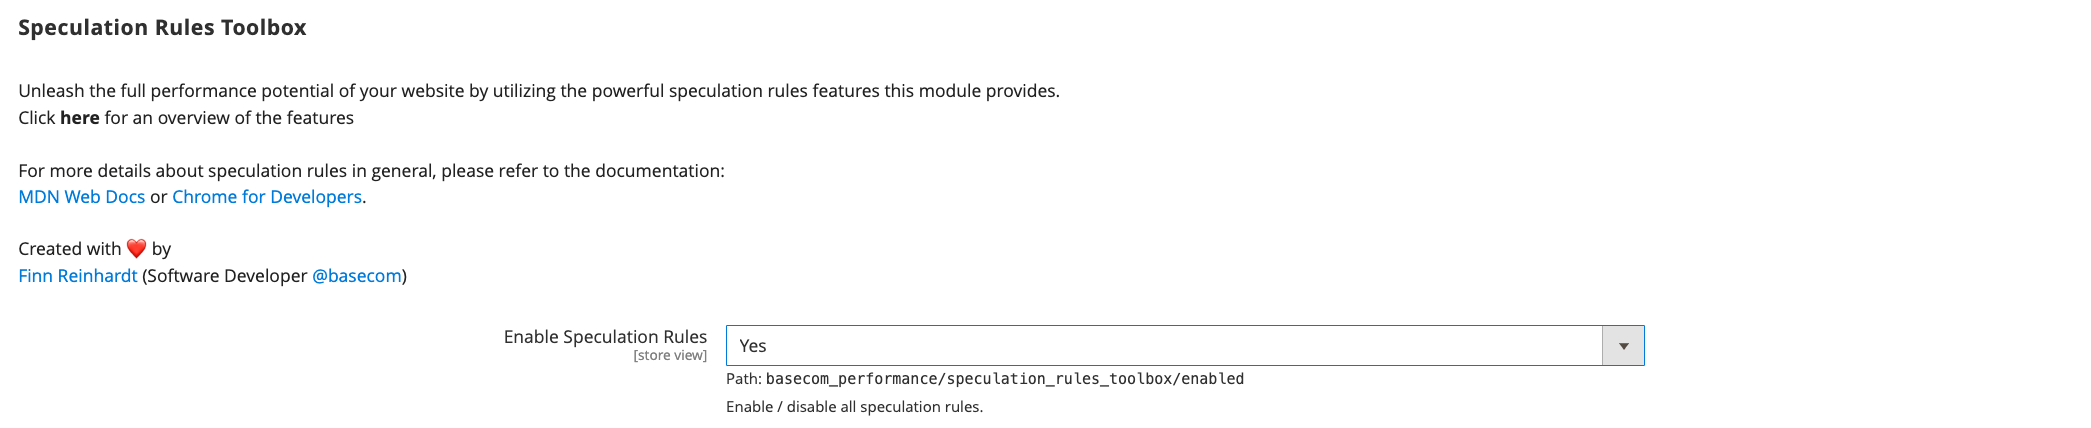 Speculation Rules Toolbox
Unleash the full performance potential of your website by utilizing the powerful speculation rules features this module provides.
Click here for an overview of the features
For more details about speculation rules in general, please refer to the documentation:
MDN Web Docs or Chrome for Developers.
Created with ❤️ by
Finn Reinhardt (Software Developer @basecom)
Enable Speculation Rules
[store view]
Yes
Path: basecom_performance/speculation_rules_toolbox/enabled
Enable / disable all speculation rules.